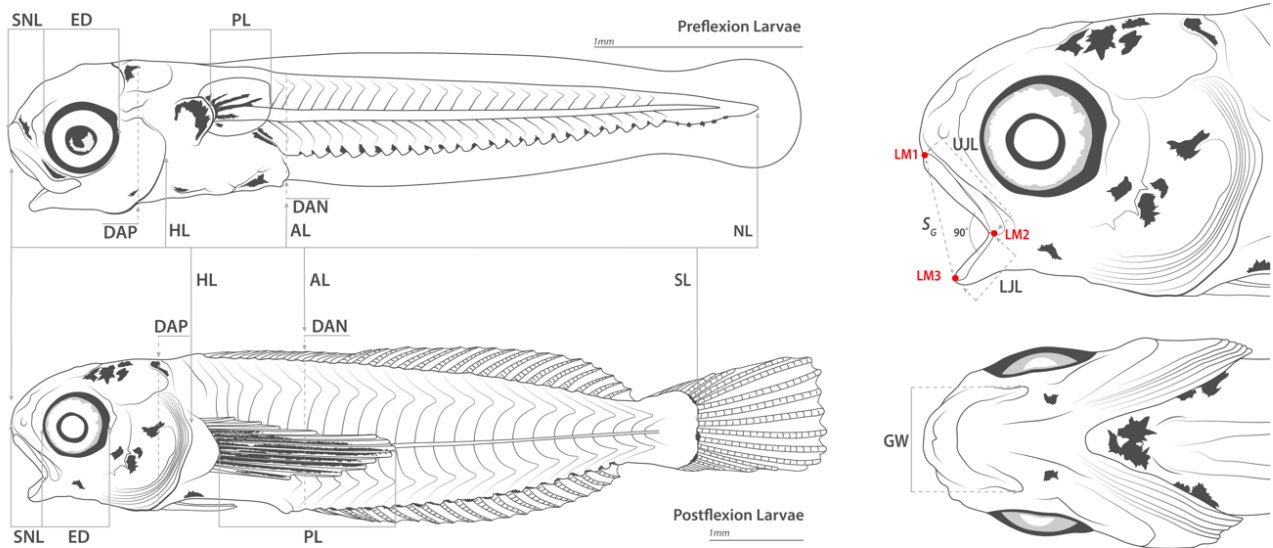 SNL ED PL
Preflexion Larvae
1mm
DAP HL DAN
AL NL
HL AL SL
DAP DAN
SNL ED PL
Postflexion Larvae
1mm
UJL
LM1
SG
90°
LM2
LM3
LJL
GW